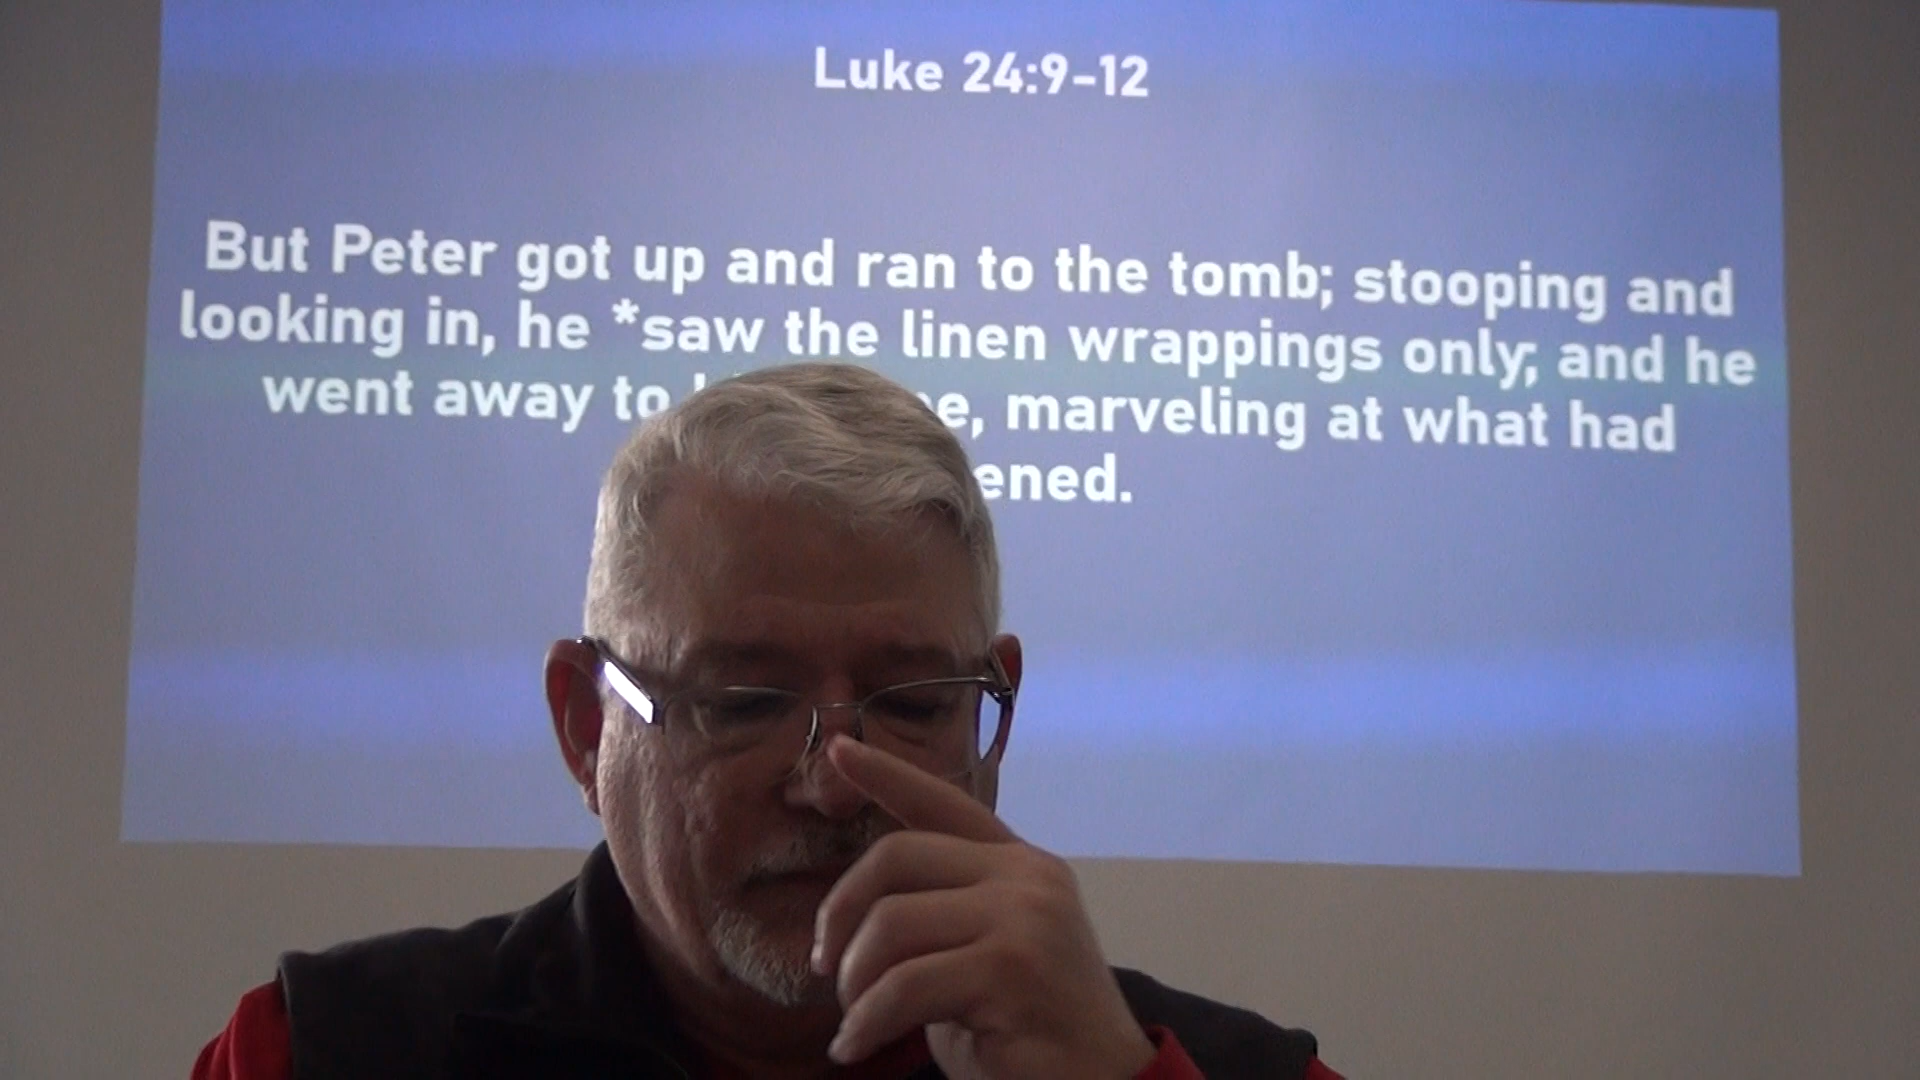 Luke 24:9-12
But Peter got up and ran to the tomb; stooping and
looking in, he *saw the linen wrappings only; and he
went away to marveling at what had